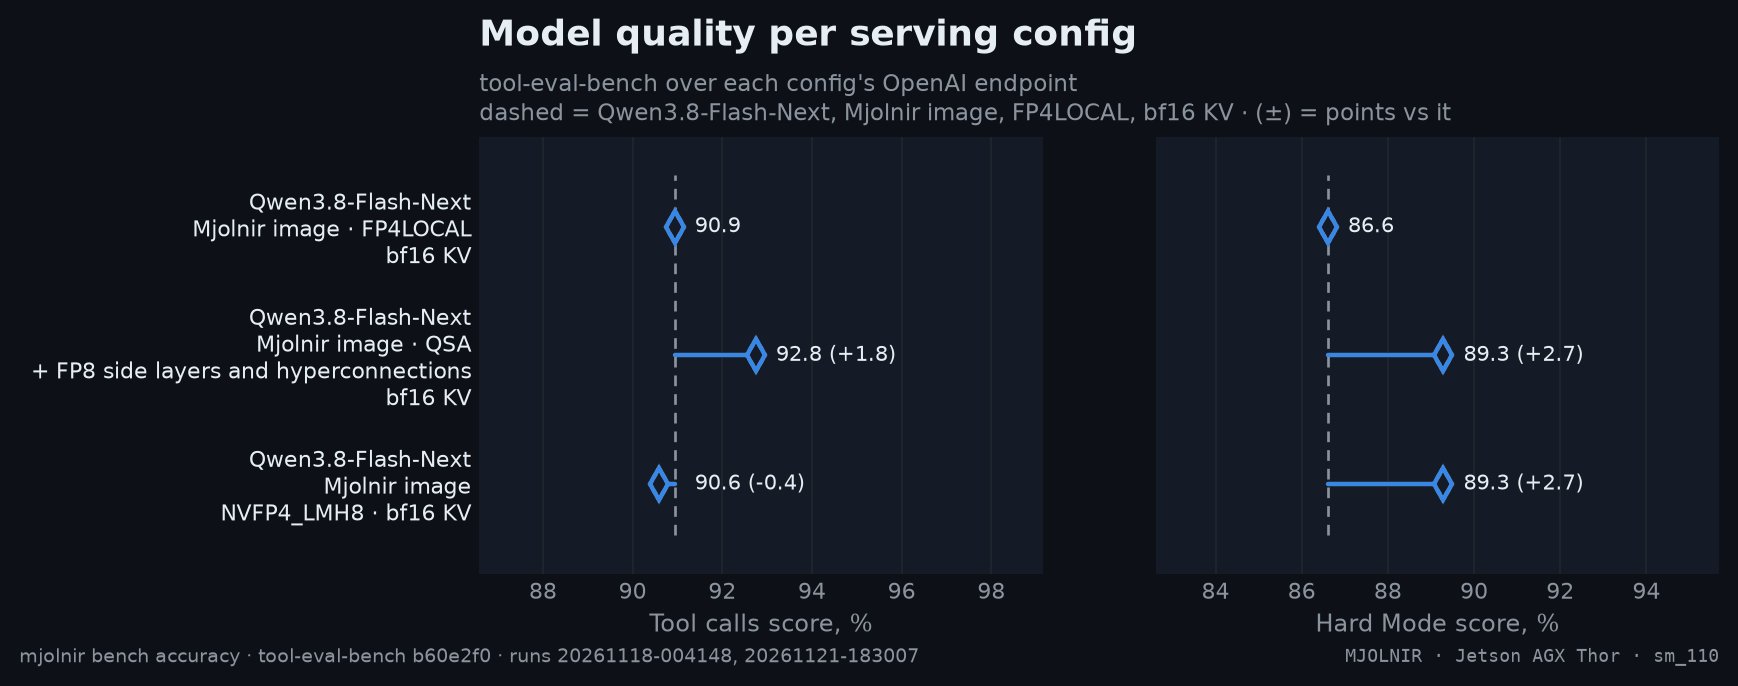 Model quality per serving config
tool-eval-bench over each config's OpenAI endpoint
dashed = Qwen3.8-Flash-Next, Mjolnir image, FP4LOCAL, bf16 KV · (±) = points vs it
Qwen3.8-Flash-Next
Mjolnir image · FP4LOCAL
bf16 KV
90.9
86.6
Qwen3.8-Flash-Next
Mjolnir image · QSA
+ FP8 side layers and hyperconnections
bf16 KV
92.8 (+1.8)
89.3 (+2.7)
Qwen3.8-Flash-Next
Mjolnir image
NVFP4_LMH8 · bf16 KV
90.6 (-0.4)
89.3 (+2.7)
88 90 92 94 96 98
84 86 88 90 92 94
Tool calls score, %
Hard Mode score, %
mjolnir bench accuracy · tool-eval-bench b60e2f0 · runs 20261118-004148, 20261121-183007
MJOLNIR · Jetson AGX Thor · sm_110